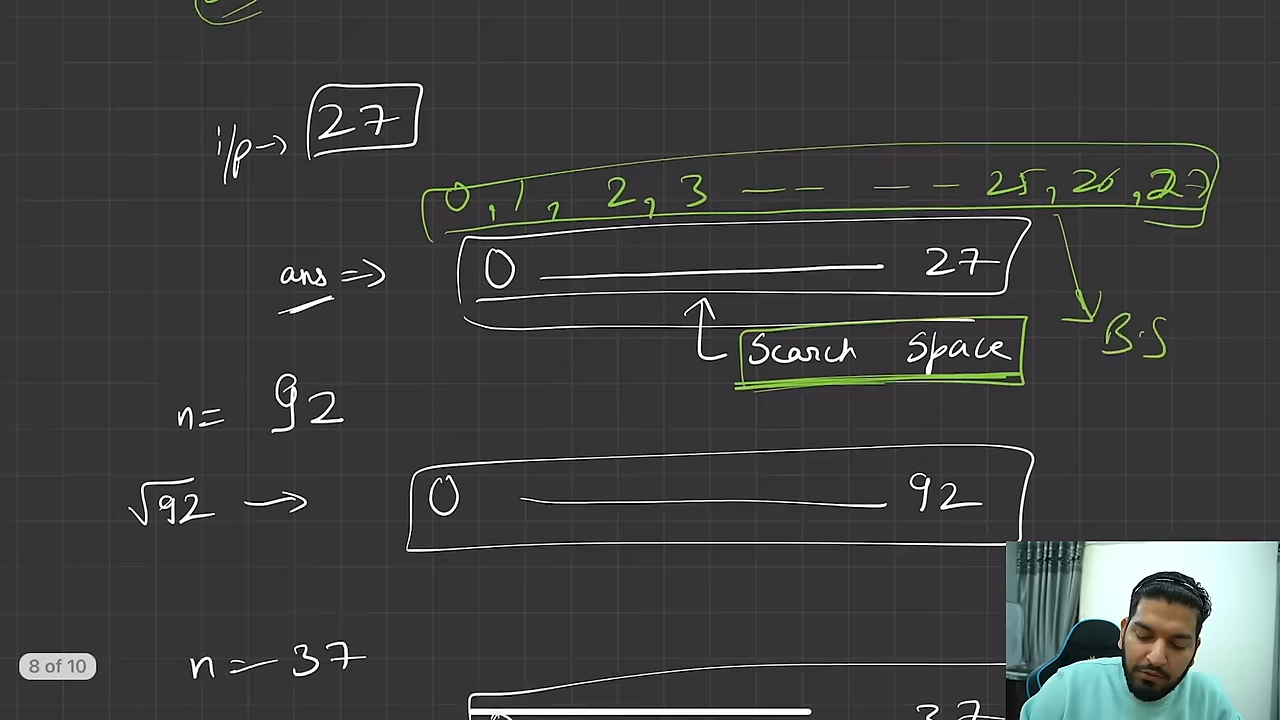 i/p → 27
0, 1, 2, 3 —— —— 25, 26, 27
ans ⇒ 0 —— 27
Search Space
B.S
n = 92
√92 → 0 —— 92
n = 37
37
8 of 10